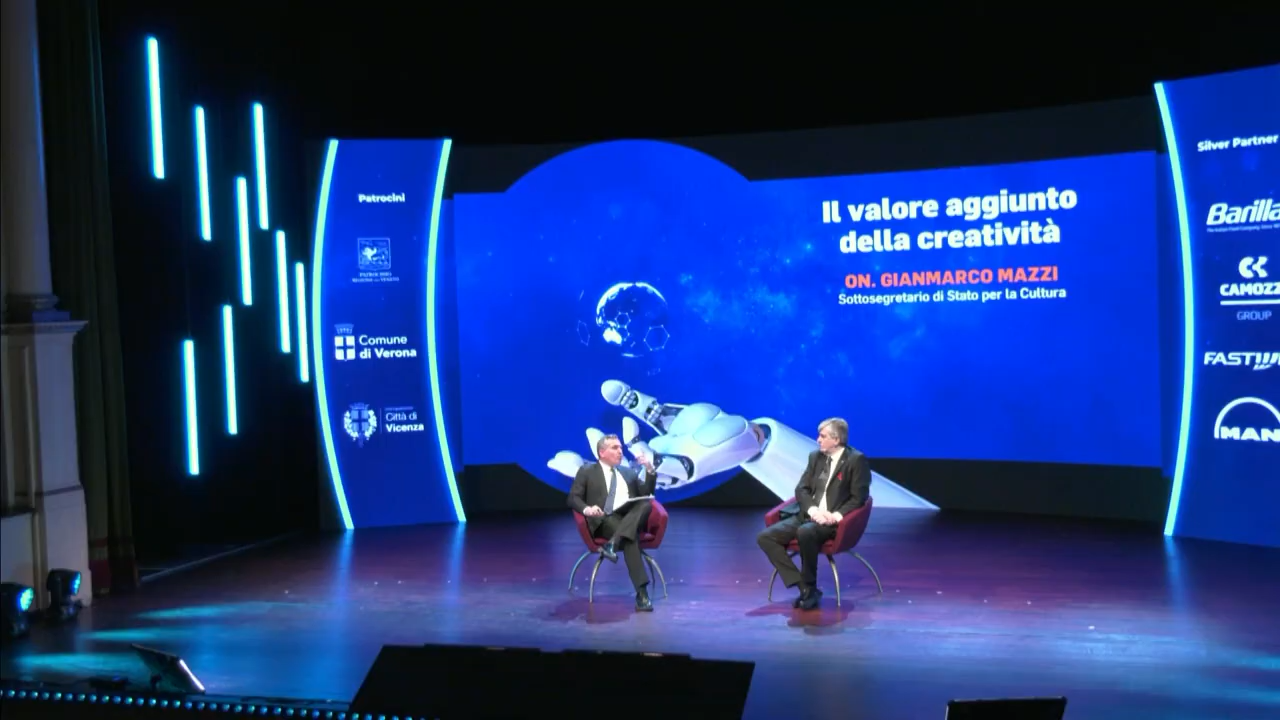 Patrocini
Comune
di Verona
Città di
Vicenza
Il valore aggiunto
della creatività
ON. GIANMARCO MAZZI
Sottosegretario di Stato per la Cultura
Silver Partner
Barilla
CAMOZZ
GROUP
FASTW
MAN